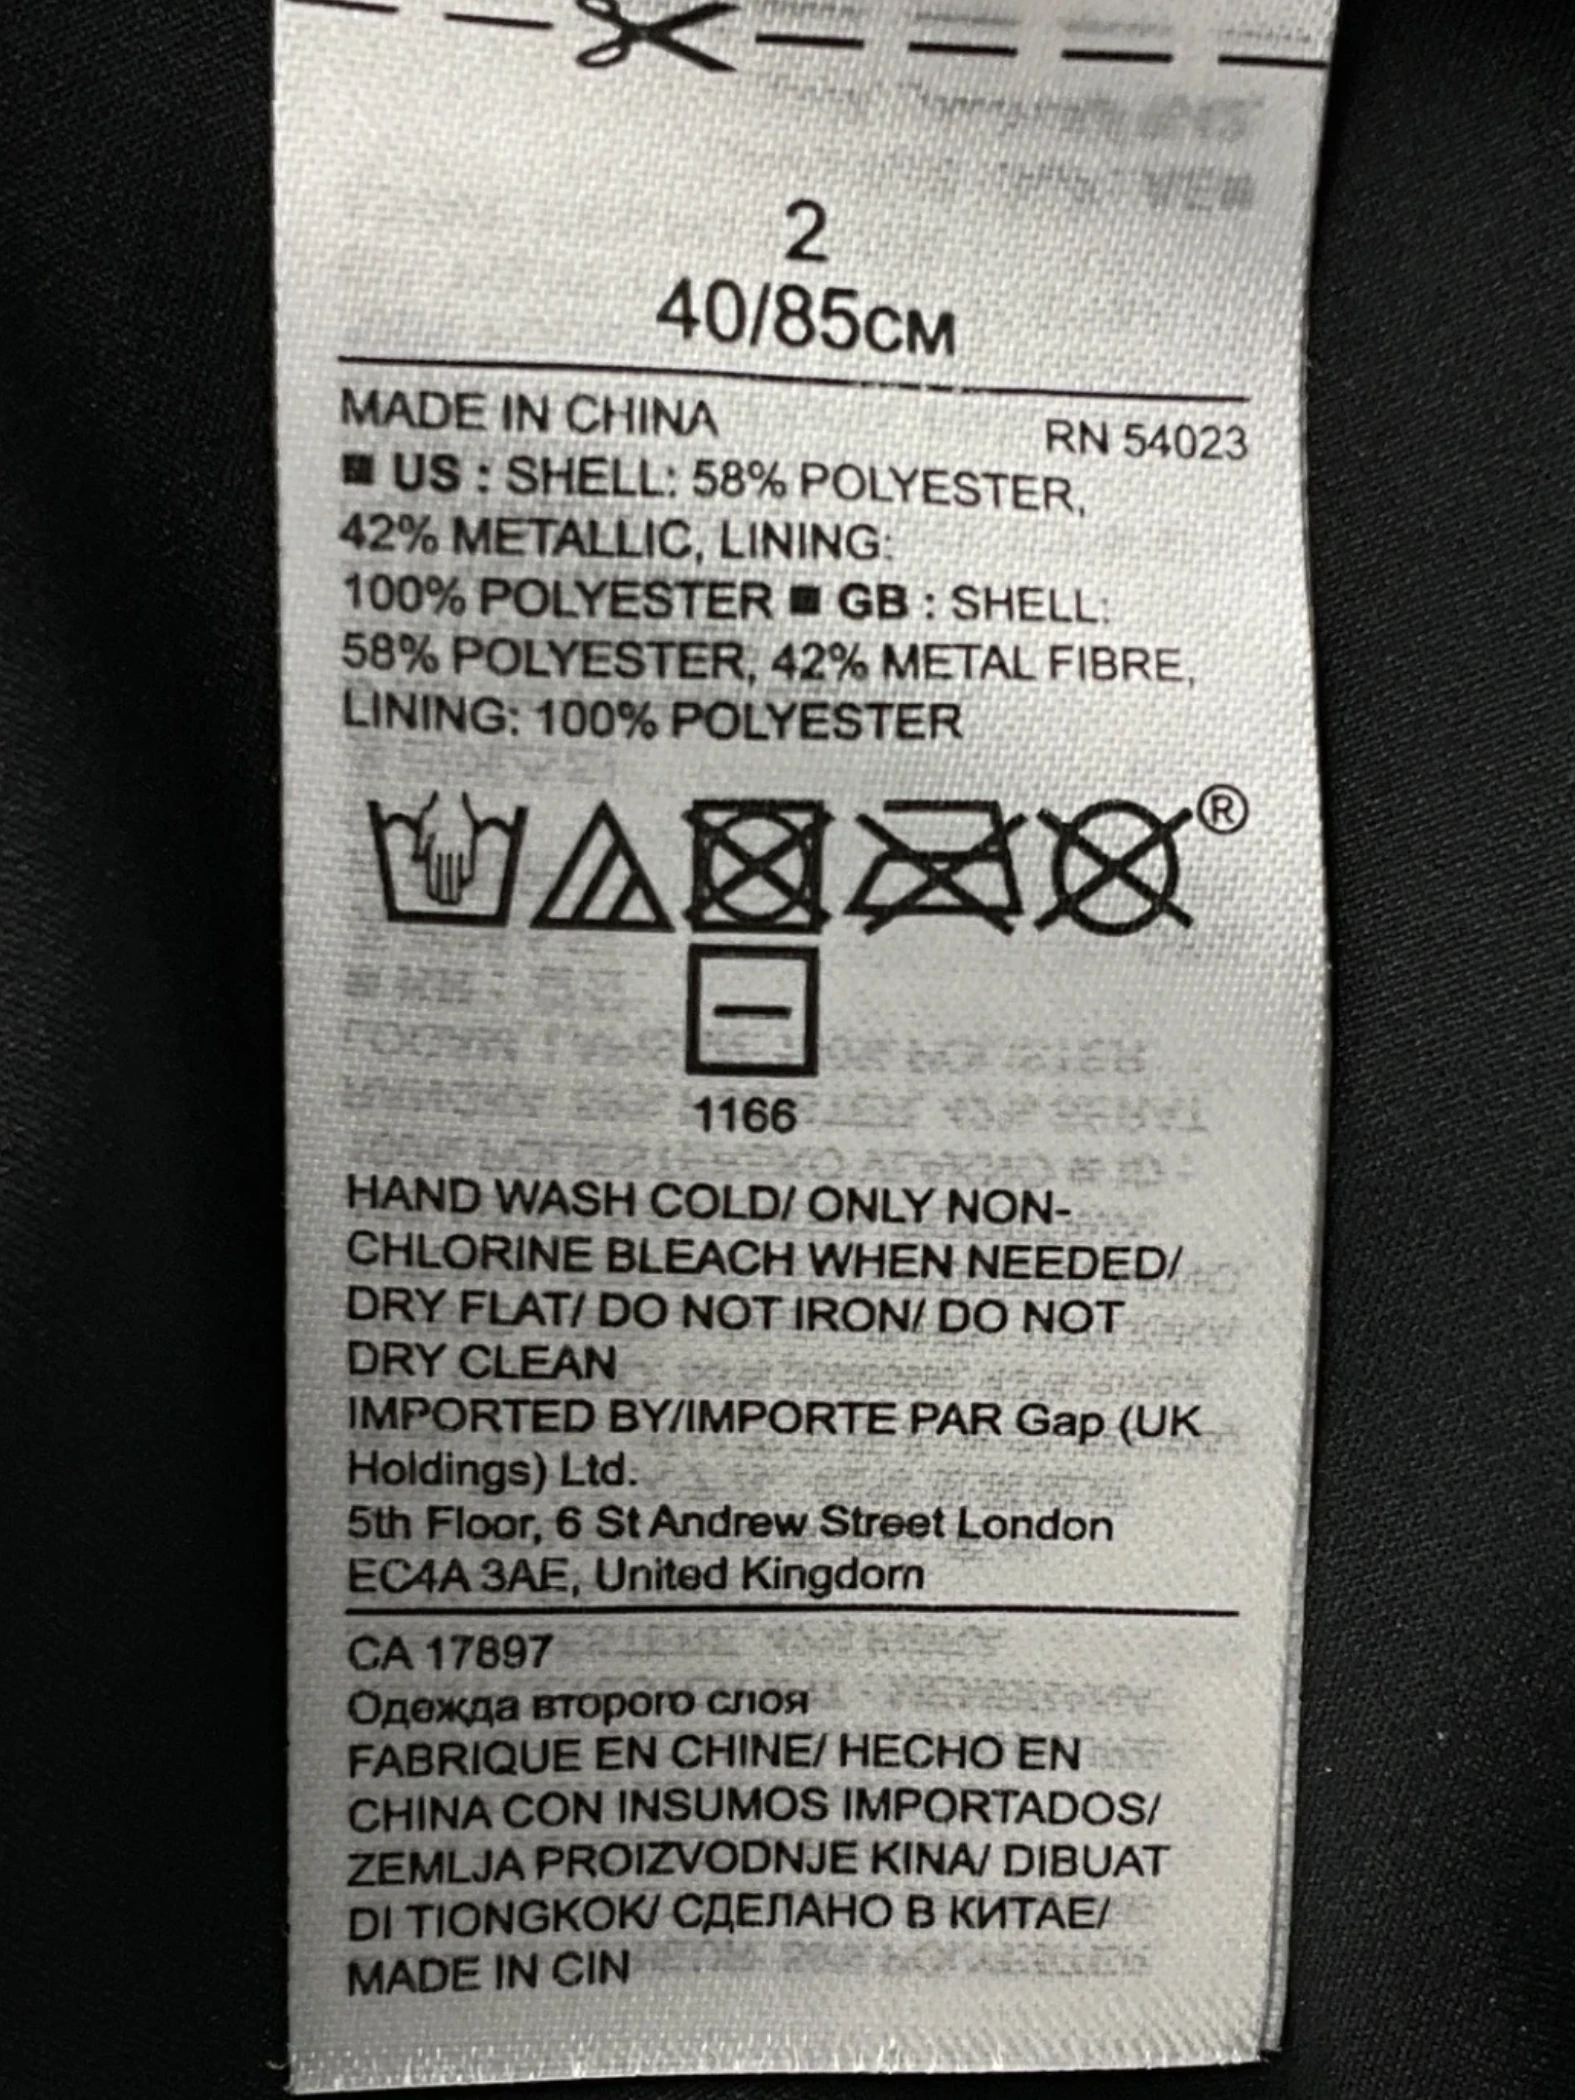 2
40/85CM
MADE IN CHINA
RN 54023
■ US : SHELL: 58% POLYESTER,
42% METALLIC, LINING:
100% POLYESTER ■ GB : SHELL:
58% POLYESTER, 42% METAL FIBRE,
LINING: 100% POLYESTER
®
1166
HAND WASH COLD/ ONLY NON-
CHLORINE BLEACH WHEN NEEDED/
DRY FLAT/ DO NOT IRON/ DO NOT
DRY CLEAN
IMPORTED BY/IMPORTE PAR Gap (UK
Holdings) Ltd.
5th Floor, 6 St Andrew Street London
EC4A 3AE, United Kingdom
CA 17897
Одежда второго слоя
FABRIQUE EN CHINE/ HECHO EN
CHINA CON INSUMOS IMPORTADOS/
ZEMLJA PROIZVODNJE KINA/ DIBUAT
DI TIONGKOK/ СДЕЛАНО В КИТАЕ/
MADE IN CIN